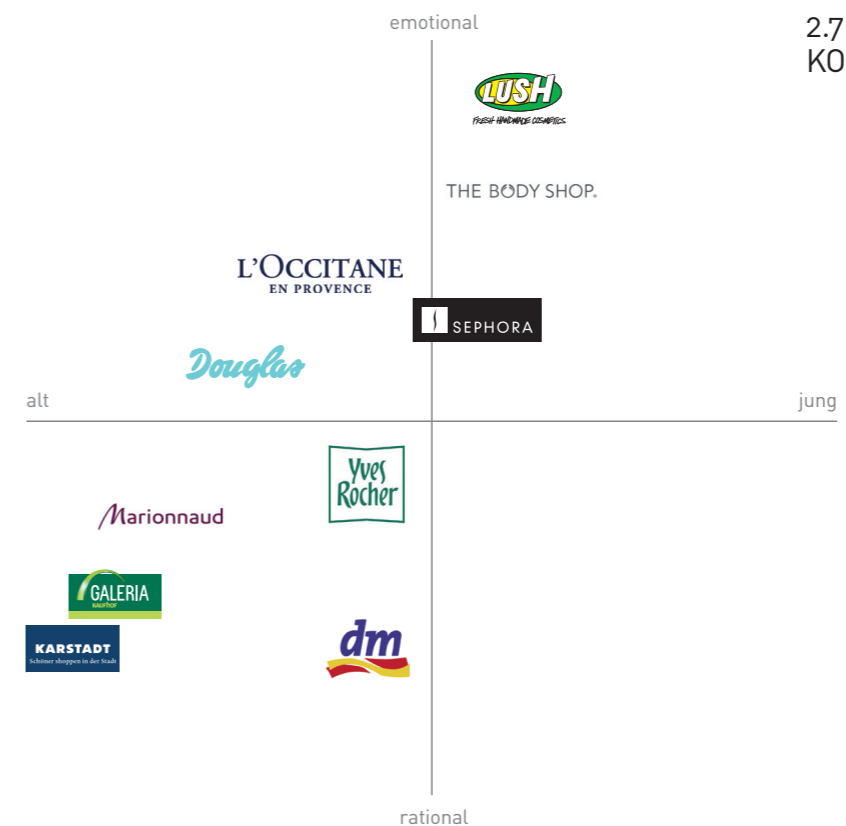 emotional
2.7
KO
LUSH
FRESH HANDMADE COSMETICS
THE BODY SHOP®
L'OCCITANE
EN PROVENCE
SEPHORA
Douglas
alt
jung
Yves
Rocher
Marionnaud
GALERIA
KAUFHOF
KARSTADT
Schöner shoppen in der Stadt
dm
rational